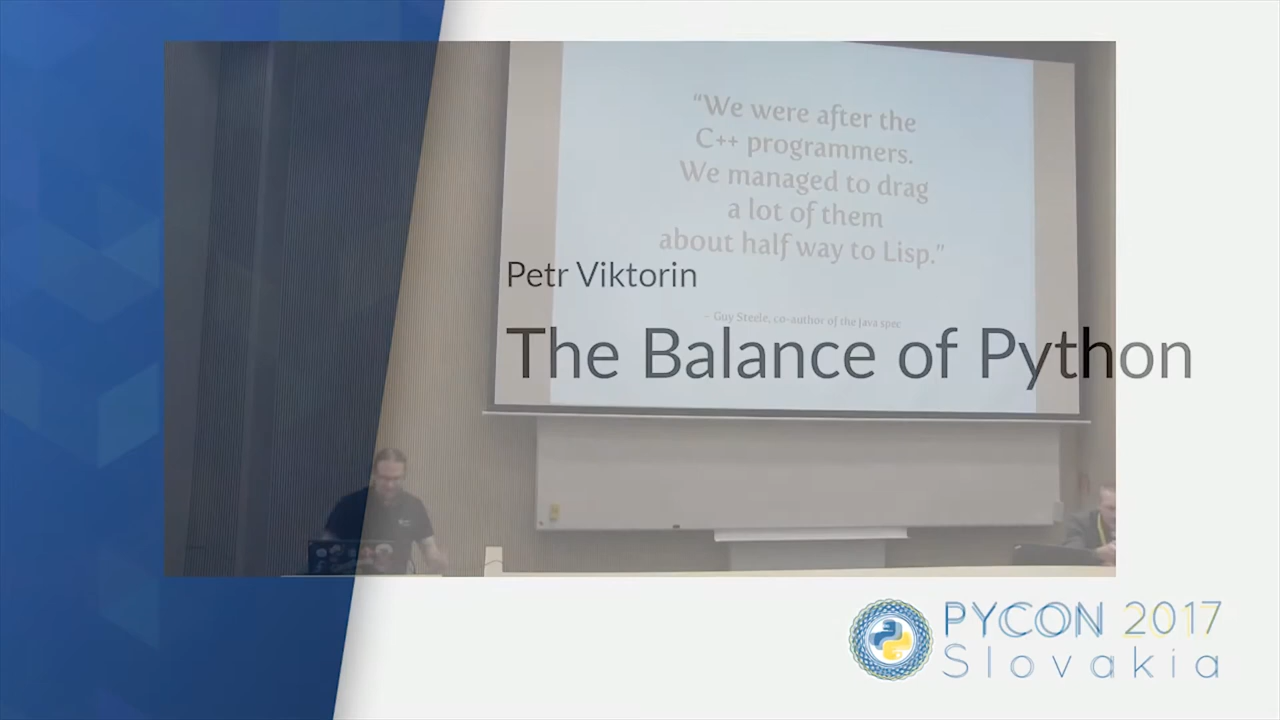 “We were after the
C++ programmers.
We managed to drag
a lot of them
about half way to Lisp.”
Petr Viktorin
– Guy Steele, co-author of the Java spec
The Balance of Python
PYCON 2017
Slovakia